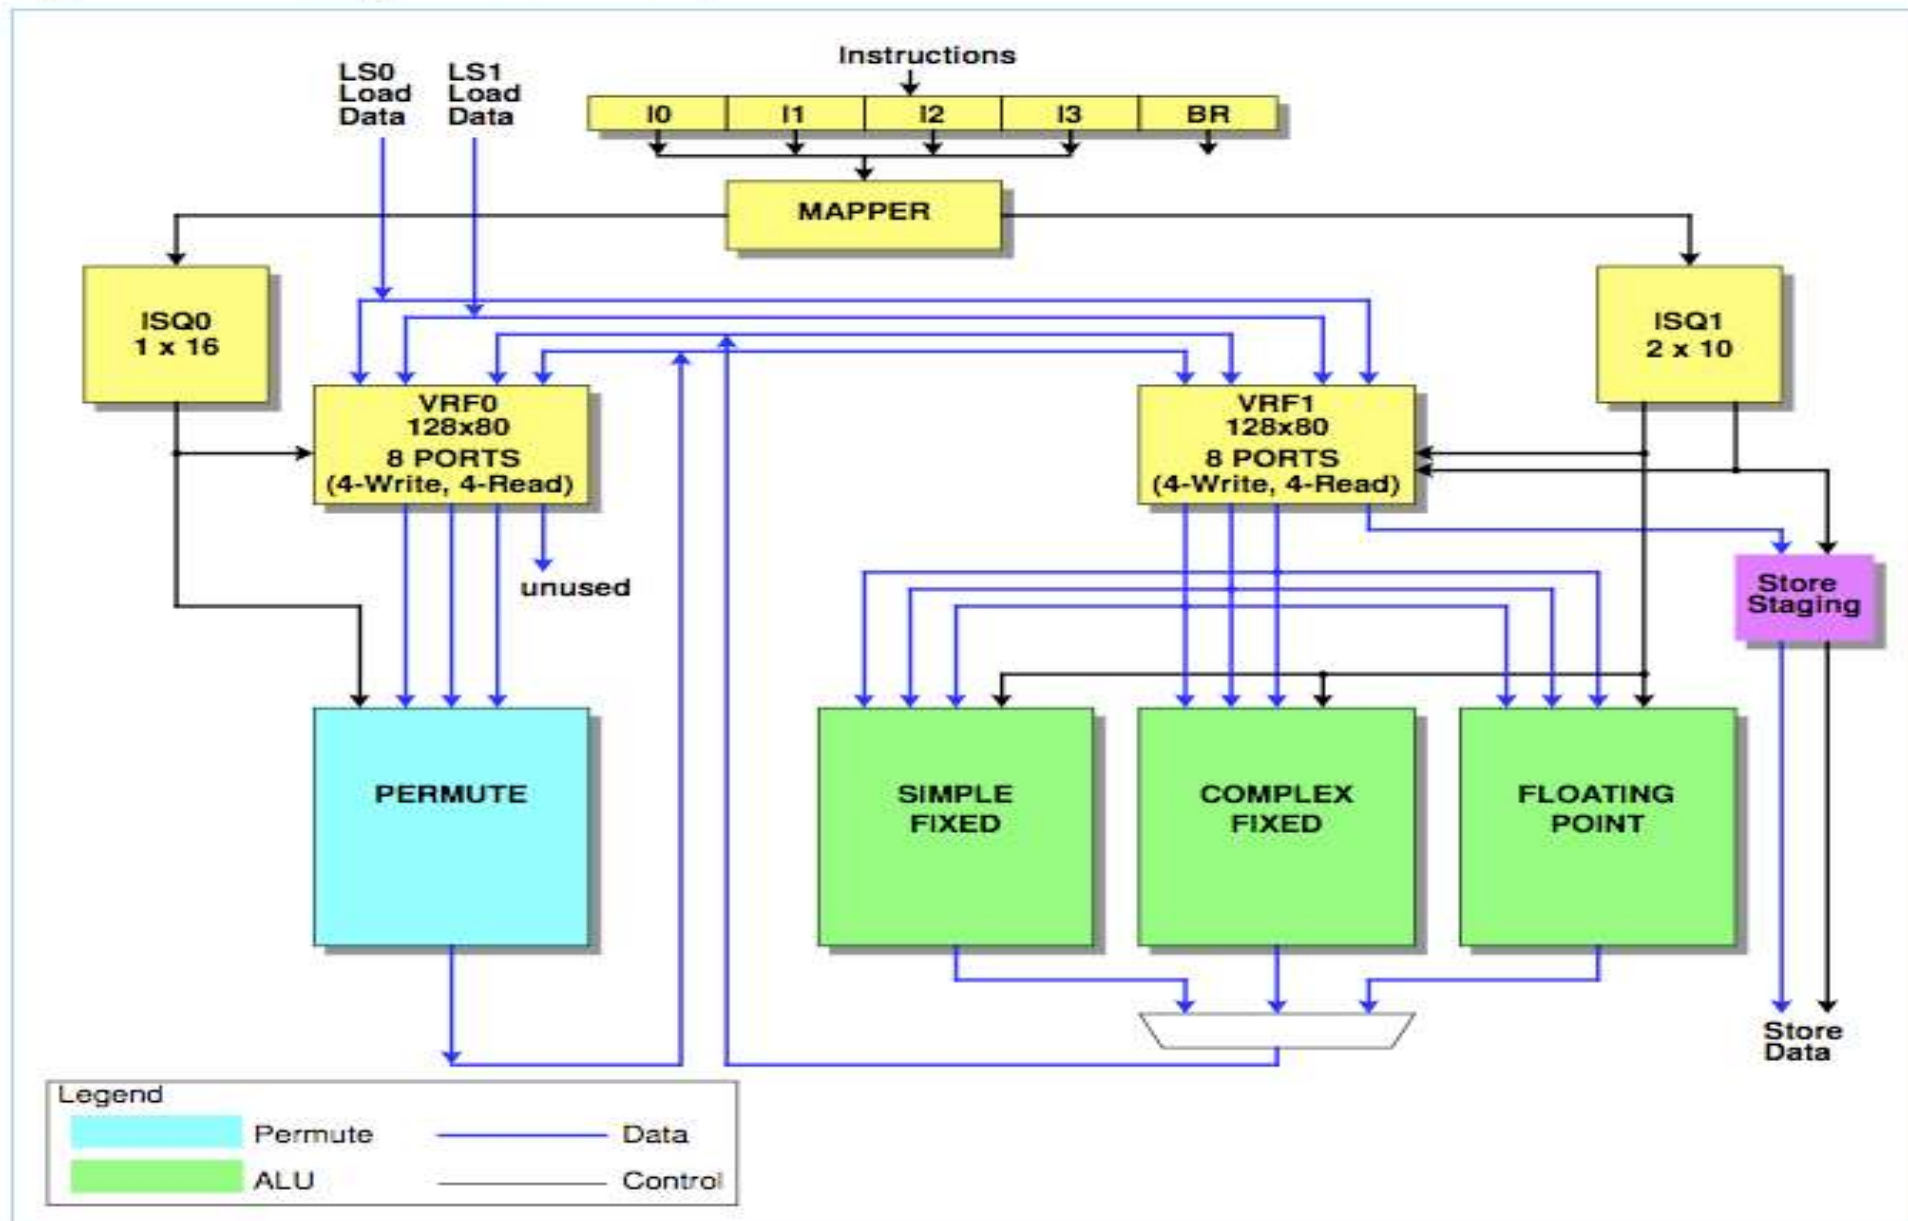 Instructions
LS0
Load
Data
LS1
Load
Data
I0
I1
I2
I3
BR
MAPPER
ISQ0
1 x 16
ISQ1
2 x 10
VRF0
128x80
8 PORTS
(4-Write, 4-Read)
VRF1
128x80
8 PORTS
(4-Write, 4-Read)
unused
Store
Staging
PERMUTE
SIMPLE
FIXED
COMPLEX
FIXED
FLOATING
POINT
Store
Data
Legend
Permute
Data
ALU
Control